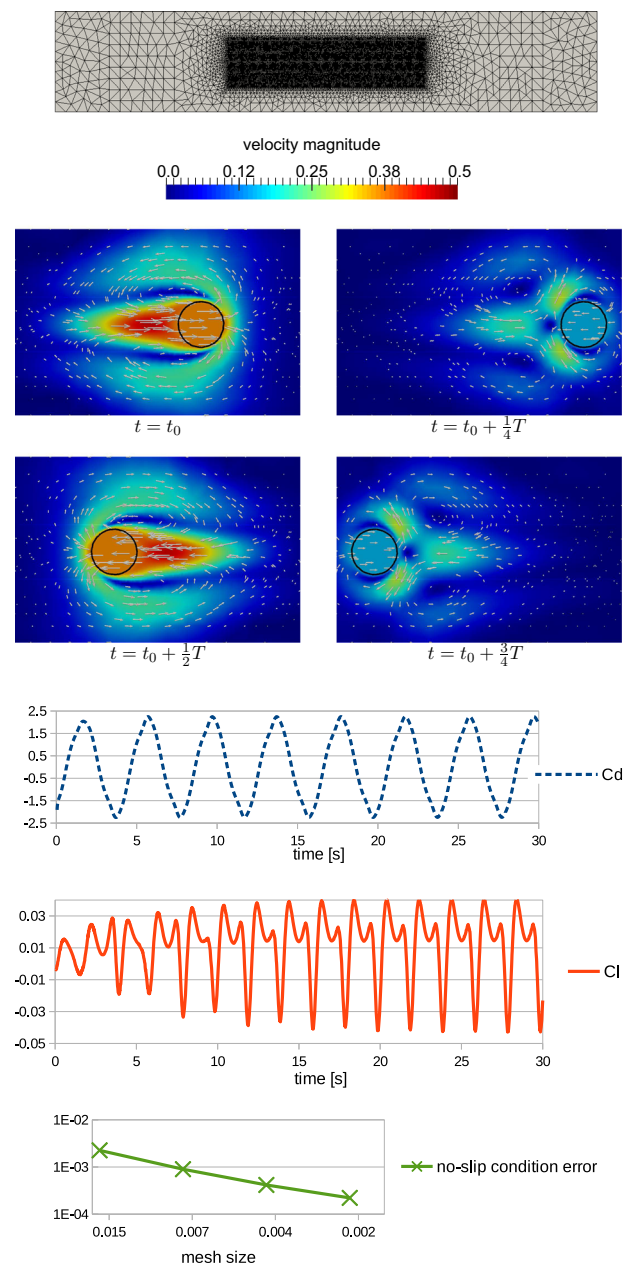 velocity magnitude
0.0 0.12 0.25 0.38 0.5
t = t₀
t = t₀ + ¼T
t = t₀ + ½T
t = t₀ + ¾T
2.5
1.5
0.5
-0.5
-1.5
-2.5
0 5 10 15 20 25 30
time [s]
Cd
0.03
0.01
-0.01
-0.03
-0.05
0 5 10 15 20 25 30
time [s]
Cl
1E-02
1E-03
1E-04
0.015 0.007 0.004 0.002
mesh size
no-slip condition error